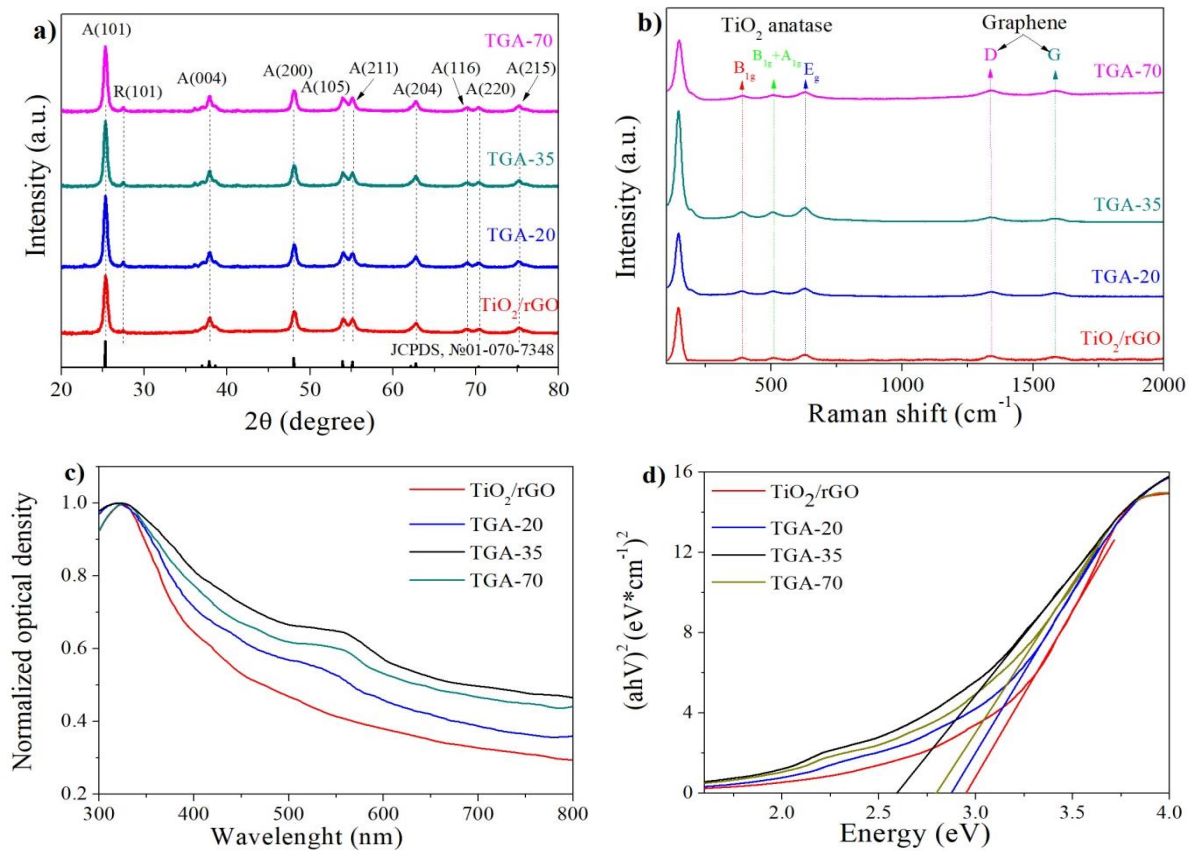 a)
A(101)
R(101)
A(004)
A(200)
A(105)
A(211)
A(204)
A(116)
A(220)
A(215)
TGA-70
TGA-35
TGA-20
TiO₂/rGO
JCPDS, №01-070-7348
Intensity (a.u.)
20 30 40 50 60 70 80
2θ (degree)
b)
TiO₂ anatase
Graphene
B₁g
B₁g+A₁g
Eg
D
G
TGA-70
TGA-35
TGA-20
TiO₂/rGO
Intensity (a.u.)
500 1000 1500 2000
Raman shift (cm⁻¹)
c)
TiO₂/rGO
TGA-20
TGA-35
TGA-70
Normalized optical density
1.0
0.8
0.6
0.4
0.2
300 400 500 600 700 800
Wavelenght (nm)
d)
TiO₂/rGO
TGA-20
TGA-35
TGA-70
(ahV)² (eV*cm⁻¹)²
16
12
8
4
0
2.0 2.5 3.0 3.5 4.0
Energy (eV)